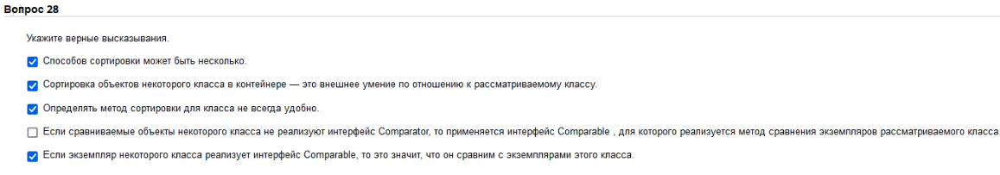 Вопрос 28
Укажите верные высказывания.
Способов сортировки может быть несколько.
Сортировка объектов некоторого класса в контейнере — это внешнее умение по отношению к рассматриваемому классу.
Определять метод сортировки для класса не всегда удобно.
Если сравниваемые объекты некоторого класса не реализуют интерфейс Comparator, то применяется интерфейс Comparable , для которого реализуется метод сравнения экземпляров рассматриваемого класса.
Если экземпляр некоторого класса реализует интерфейс Comparable, то это значит, что он сравним с экземплярами этого класса.